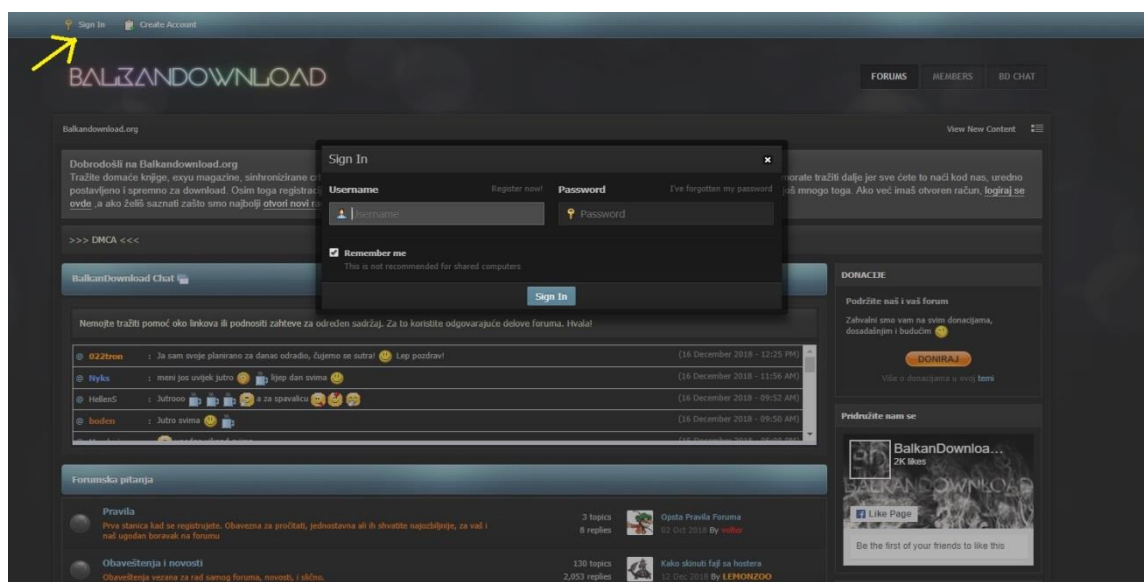 Sign In
Create Account
BALKANDOWNLOAD
FORUMS
MEMBERS
BD CHAT
Balkandownload.org
View New Content
Dobrodošli na Balkandownload.org
Tražite domaće knjige, exyu magazine, sinhronizirane
morate tražiti dalje jer sve ćete to naći kod nas, uredno
postavljeno i spremno za download. Osim toga
još mnogo toga. Ako već imaš otvoren račun, logiraj se
ovde ,a ako želiš saznati zašto smo najbolji otvori novi
Sign In
Username
Register now!
Password
I've forgotten my password
Username
Password
Remember me
This is not recommended for shared computers
Sign In
>>> DMCA <<<
BalkanDownload Chat
Nemojte tražiti pomoć oko linkova ili podnositi zahteve za određen sadržaj. Za to koristite odgovarajuće delove foruma. Hvala!
@ 022tron : Ja sam svoje planirano za danas odradio, čujemo se sutra! Lep pozdrav! (16 December 2018 - 12:25 PM)
@ Nyks : meni jos uvijek jutro lijep dan svima (16 December 2018 - 11:56 AM)
@ HellenS : Jutrooo a za spavalicu (16 December 2018 - 09:52 AM)
@ boden : Jutro svima (16 December 2018 - 09:50 AM)
DONACIJE
Podržite naš i vaš forum
Zahvalni smo vam na svim donacijama,
dosadašnjim i budućim
DONIRAJ
Više o donacijama u ovoj temi
Pridružite nam se
BalkanDownloa...
2K likes
BALKAN DOWNLOAD
Like Page
Be the first of your friends to like this
Forumska pitanja
Pravila
Prva stanica kad se registrujete. Obavezna za pročitati, jednostavna ali ih shvatite najozbiljnije, za vaš i
naš ugodan boravak na forumu
3 topics
8 replies
Opsta Pravila Foruma
02 Oct 2018 By voltar
Obaveštenja i novosti
Obaveštenja vezana za rad samog foruma, novosti, i slično.
130 topics
2,053 replies
Kako skinuti fajl sa hostera
12 Dec 2018 By LEMONZOO